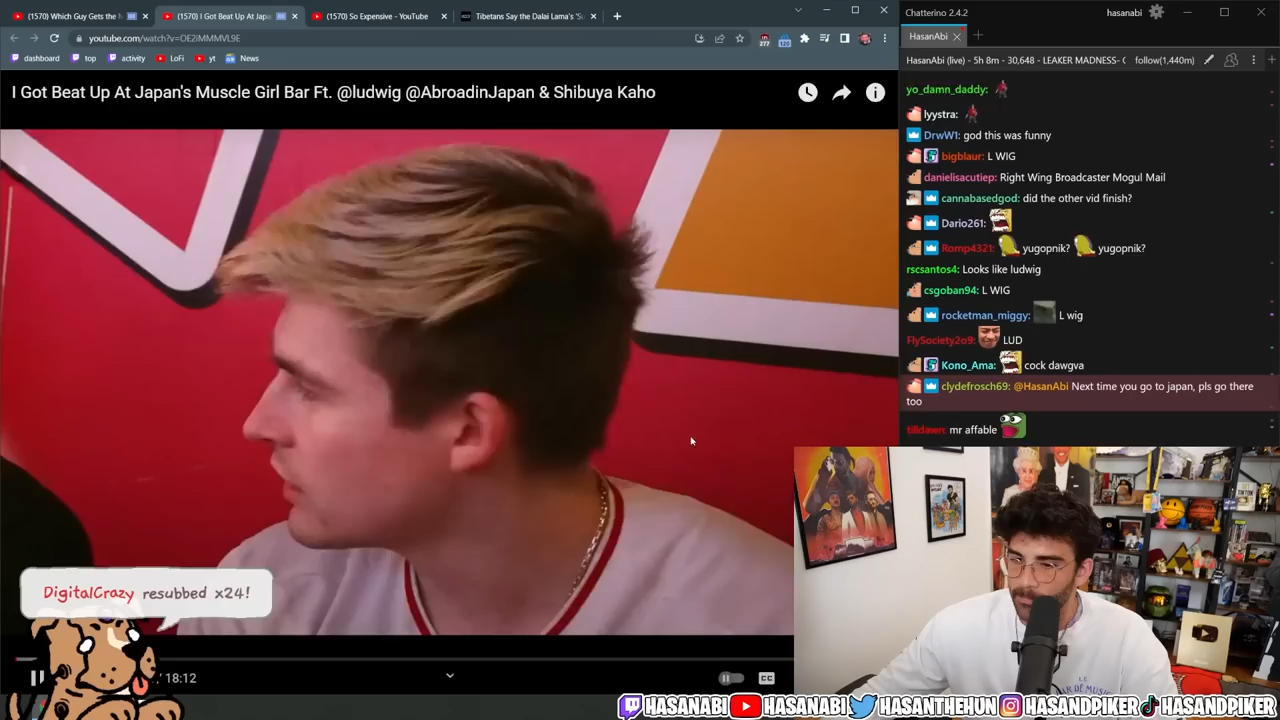 (1570) Which Guy Gets the
(1570) I Got Beat Up At Japa
(1570) So Expensive - YouTube
Tibetans Say the Dalai Lama's 'Su
youtube.com/watch?v=OE2iMMMVL9E
277
120
dashboard
top
activity
LoFi
yt
News
I Got Beat Up At Japan's Muscle Girl Bar Ft. @ludwig @AbroadinJapan & Shibuya Kaho
DigitalCrazy resubbed x24!
/ 18:12
CC
Chatterino 2.4.2
hasanabi
HasanAbi
HasanAbi (live) - 5h 8m - 30,648 - LEAKER MADNESS- C
follow(1,440m)
yo_damn_daddy:
lyystra:
DrwW1: god this was funny
bigblaur: L WIG
danielisacutiep: Right Wing Broadcaster Mogul Mail
cannabasedgod: did the other vid finish?
Dario261:
Romp4321: yugopnik? yugopnik?
rscsantos4: Looks like ludwig
csgoban94: L WIG
rocketman_miggy: L wig
FlySociety2o9: LUD
Kono_Ama: cock dawgva
clydefrosch69: @HasanAbi Next time you go to japan, pls go there
too
tilldawn: mr affable
HASANABI HASANABI HASANTHEHUN HASANDPIKER HASANDPIKER